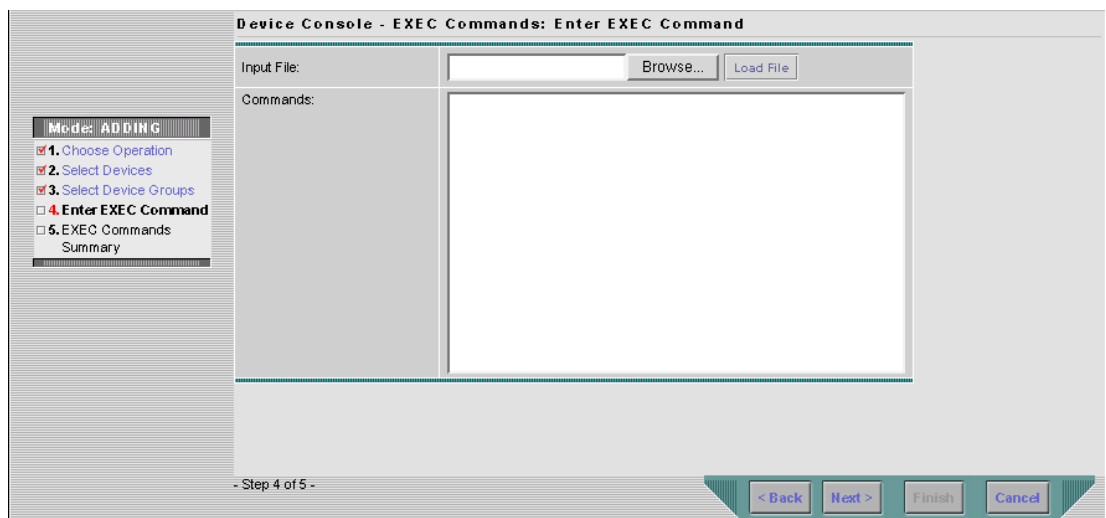 Device Console - EXEC Commands: Enter EXEC Command
Input File:
Browse...
Load File
Commands:
Mode: ADDING
1. Choose Operation
2. Select Devices
3. Select Device Groups
4. Enter EXEC Command
5. EXEC Commands
Summary
- Step 4 of 5 -
< Back
Next >
Finish
Cancel